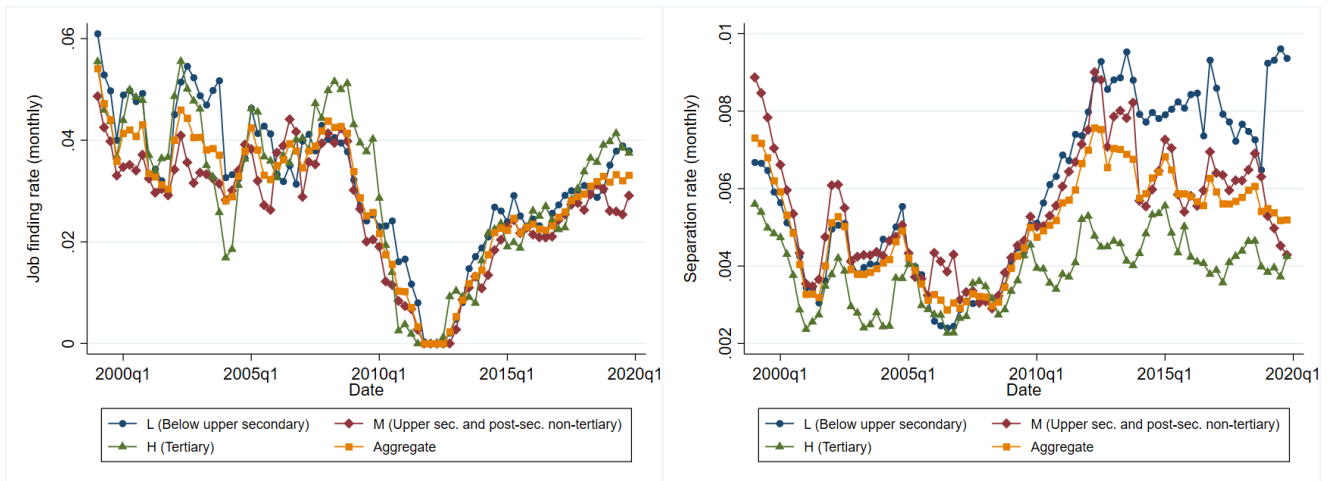 Job finding rate (monthly)
.06
.04
.02
0
2000q1 2005q1 2010q1 2015q1 2020q1
Date
L (Below upper secondary) M (Upper sec. and post-sec. non-tertiary)
H (Tertiary) Aggregate
Separation rate (monthly)
.01
.008
.006
.004
.002
2000q1 2005q1 2010q1 2015q1 2020q1
Date
L (Below upper secondary) M (Upper sec. and post-sec. non-tertiary)
H (Tertiary) Aggregate